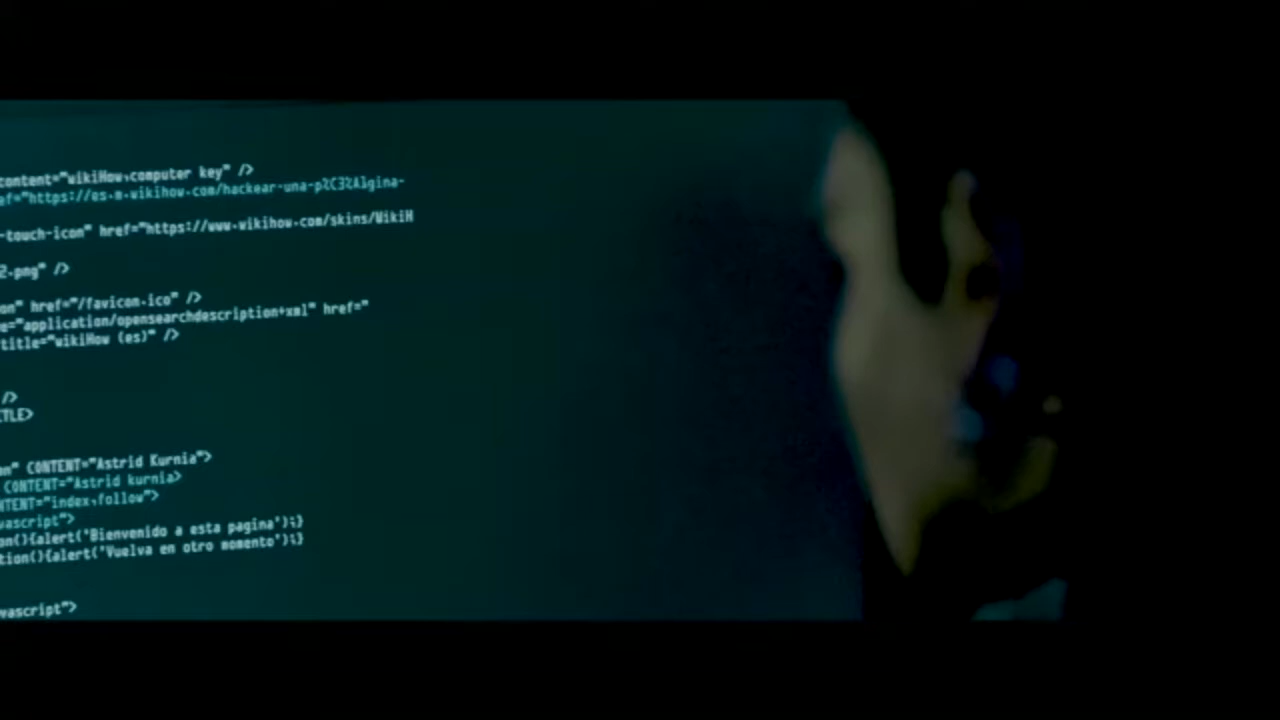 content="wikiHow,computer key" />
ef="https://es.m.wikihow.com/hackear-una-p%C3%A1gina-
-touch-icon" href="https://www.wikihow.com/skins/WikiH
2.png" />
on" href="/favicon.ico" />
e="application/opensearchdescription+xml" href="
title="wikiHow (es)" />
/>
TLE>
on" CONTENT="Astrid Kurnia">
CONTENT="Astrid kurnia>
NTENT="index,follow">
vascript">
on(){alert('Bienvenido a esta pagina');}
tion(){alert('Vuelva en otro momento');}
vascript">